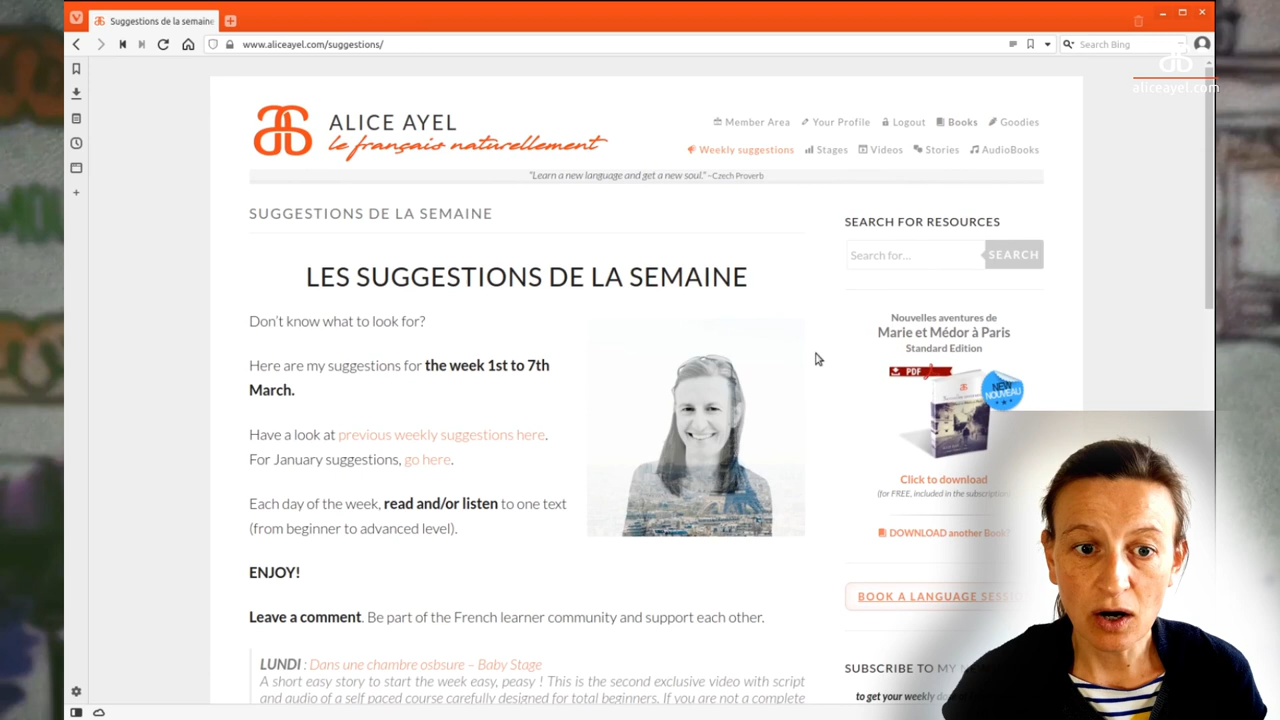 Suggestions de la semaine
www.aliceayel.com/suggestions/
Search Bing
aliceayel.com
ALICE AYEL
le français naturellement
Member Area
Your Profile
Logout
Books
Goodies
Weekly suggestions
Stages
Videos
Stories
AudioBooks
"Learn a new language and get a new soul." –Czech Proverb
SUGGESTIONS DE LA SEMAINE
LES SUGGESTIONS DE LA SEMAINE
Don't know what to look for?
Here are my suggestions for the week 1st to 7th
March.
Have a look at previous weekly suggestions here.
For January suggestions, go here.
Each day of the week, read and/or listen to one text
(from beginner to advanced level).
ENJOY!
Leave a comment. Be part of the French learner community and support each other.
LUNDI : Dans une chambre osbsure – Baby Stage
A short easy story to start the week easy, peasy ! This is the second exclusive video with script
and audio of a self paced course carefully designed for total beginners. If you are not a complete
SEARCH FOR RESOURCES
Search for...
SEARCH
Nouvelles aventures de
Marie et Médor à Paris
Standard Edition
PDF
NEW
NOUVEAU
Click to download
(for FREE, included in the subscription
DOWNLOAD another Book
BOOK A LANGUAGE
SUBSCRIBE TO MY
to get your weekly